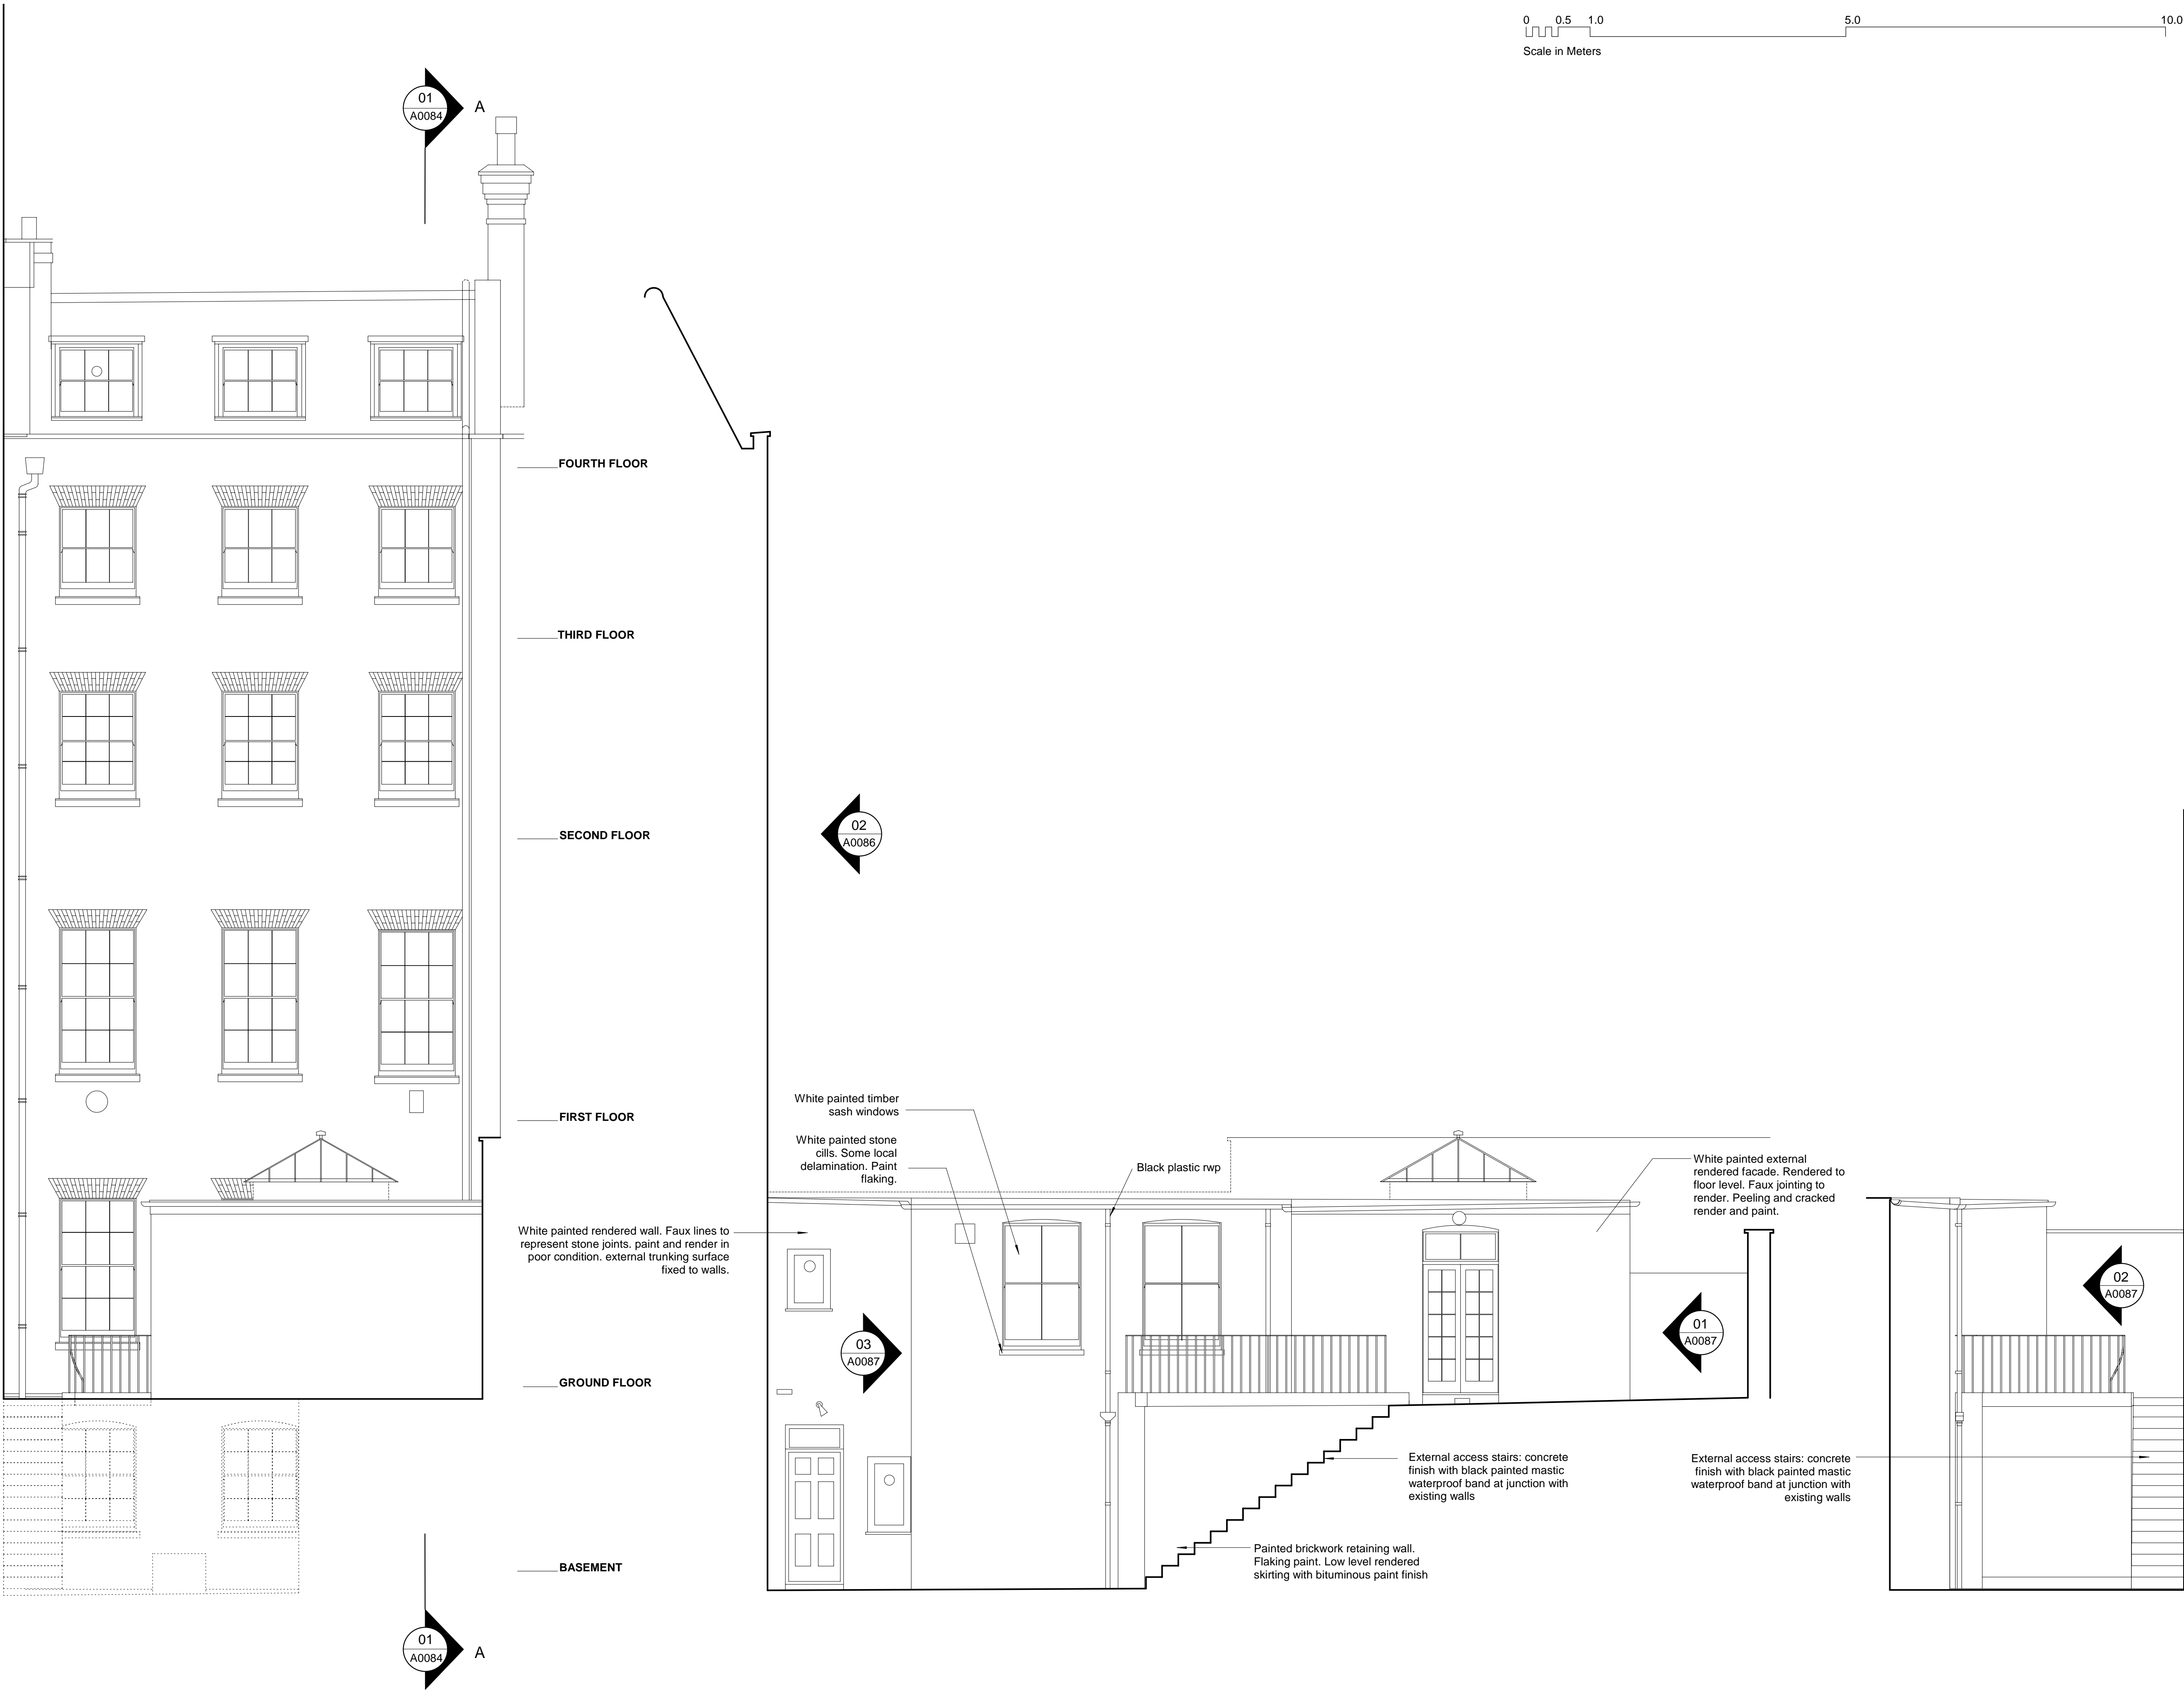 0 0.5 1.0 5.0 10.0
Scale in Meters
01
A0084
A
FOURTH FLOOR
THIRD FLOOR
SECOND FLOOR
FIRST FLOOR
GROUND FLOOR
BASEMENT
01
A0084
A
02
A0086
White painted timber
sash windows
White painted stone
cills. Some local
delamination. Paint
flaking.
Black plastic rwp
White painted rendered wall. Faux lines to
represent stone joints. paint and render in
poor condition. external trunking surface
fixed to walls.
03
A0087
White painted external
rendered facade. Rendered to
floor level. Faux jointing to
render. Peeling and cracked
render and paint.
01
A0087
External access stairs: concrete
finish with black painted mastic
waterproof band at junction with
existing walls
Painted brickwork retaining wall.
Flaking paint. Low level rendered
skirting with bituminous paint finish
02
A0087
External access stairs: concrete
finish with black painted mastic
waterproof band at junction with
existing walls